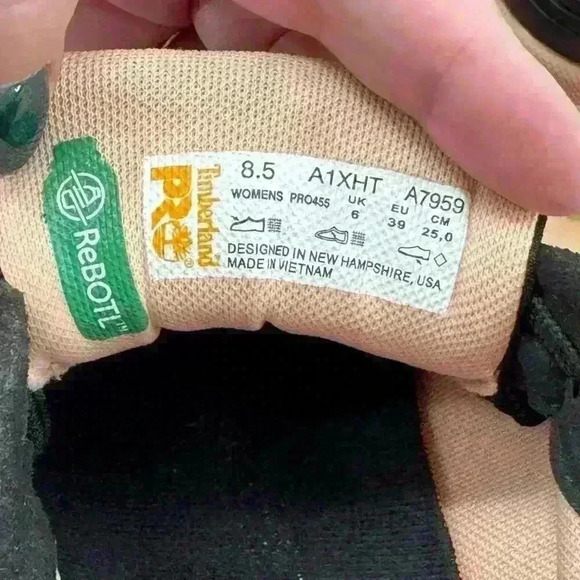 ReBOTL™
Timberland
PRO®
8.5 A1XHT A7959
WOMENS PRO455 UK EU CM
6 39 25,0
DESIGNED IN NEW HAMPSHIRE, USA
MADE IN VIETNAM